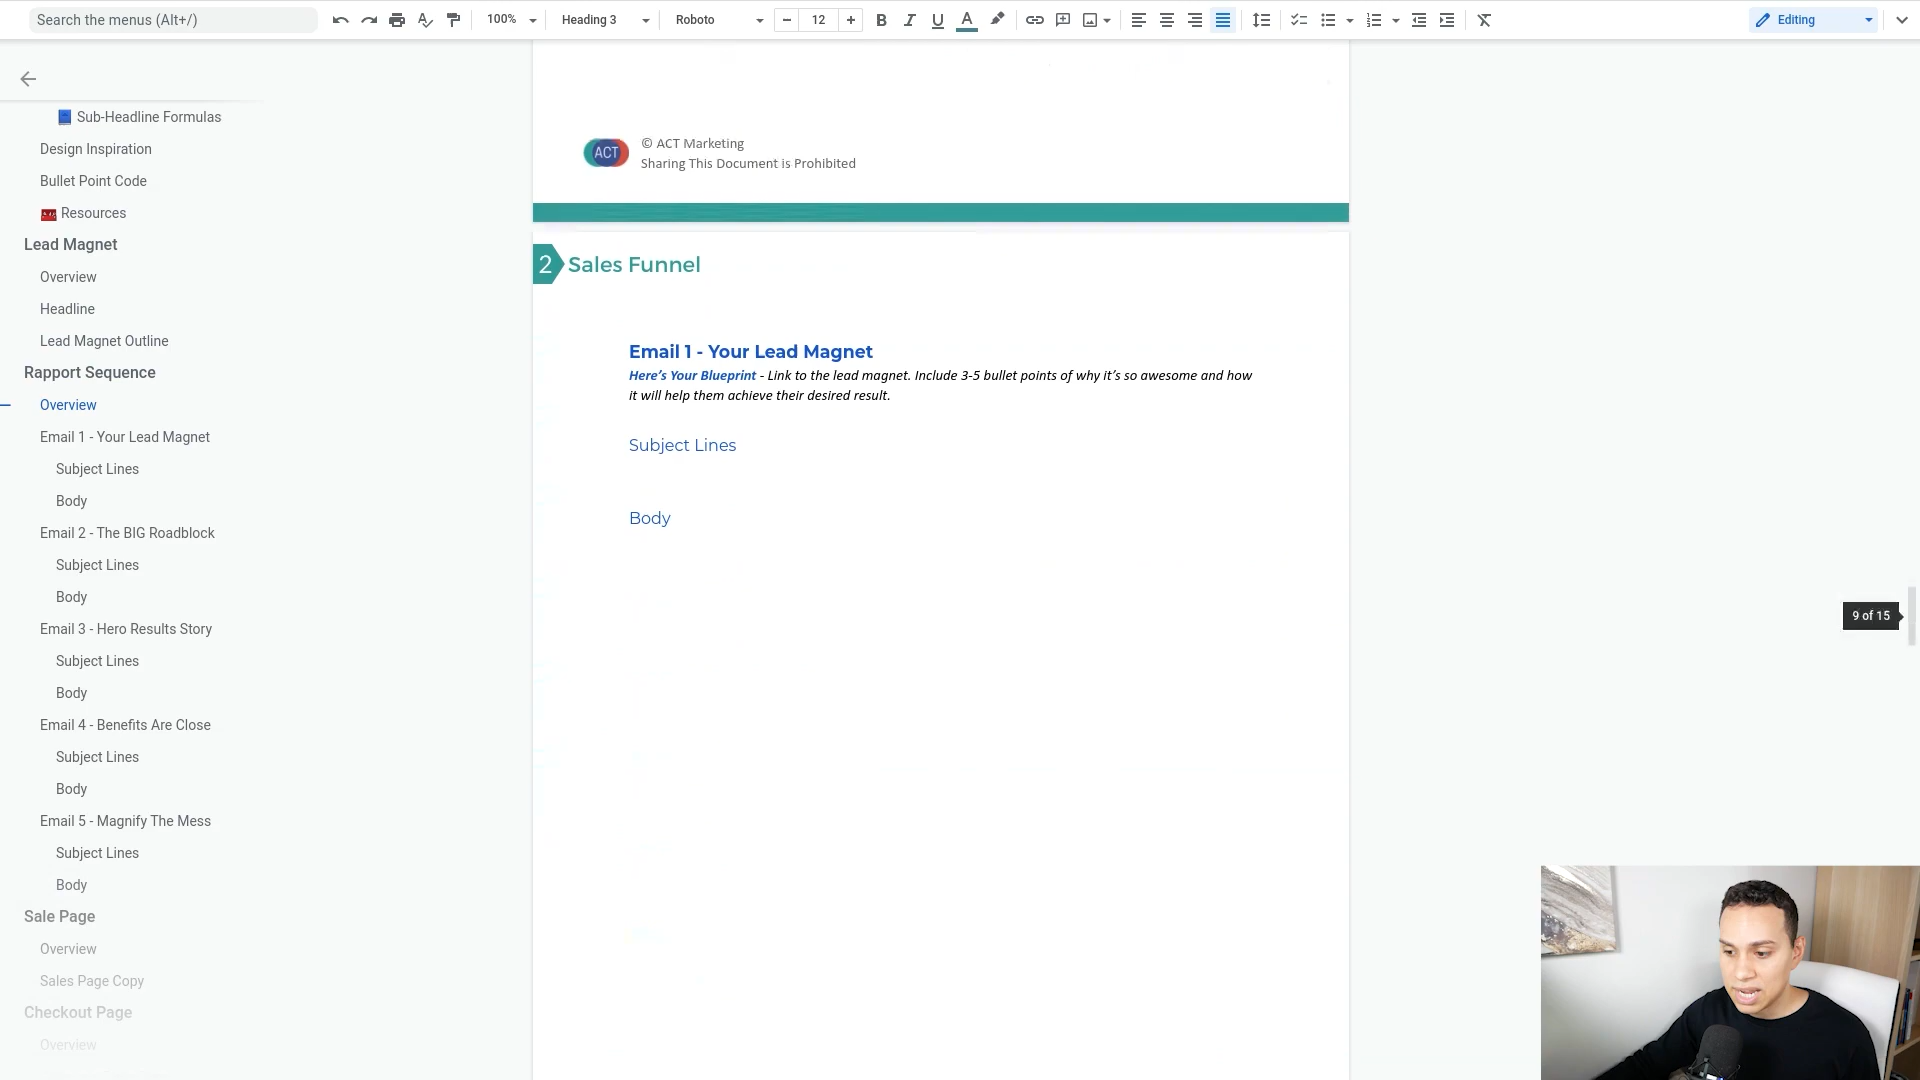 Search the menus (Alt+/)
100%
Heading 3
Roboto
12
B
I
U
A
Editing
Sub-Headline Formulas
Design Inspiration
Bullet Point Code
Resources
Lead Magnet
Overview
Headline
Lead Magnet Outline
Rapport Sequence
Overview
Email 1 - Your Lead Magnet
Subject Lines
Body
Email 2 - The BIG Roadblock
Subject Lines
Body
Email 3 - Hero Results Story
Subject Lines
Body
Email 4 - Benefits Are Close
Subject Lines
Body
Email 5 - Magnify The Mess
Subject Lines
Body
Sale Page
Overview
Sales Page Copy
Checkout Page
Overview
ACT
© ACT Marketing
Sharing This Document is Prohibited
2 Sales Funnel
Email 1 - Your Lead Magnet
Here’s Your Blueprint - Link to the lead magnet. Include 3-5 bullet points of why it’s so awesome and how
it will help them achieve their desired result.
Subject Lines
Body
9 of 15